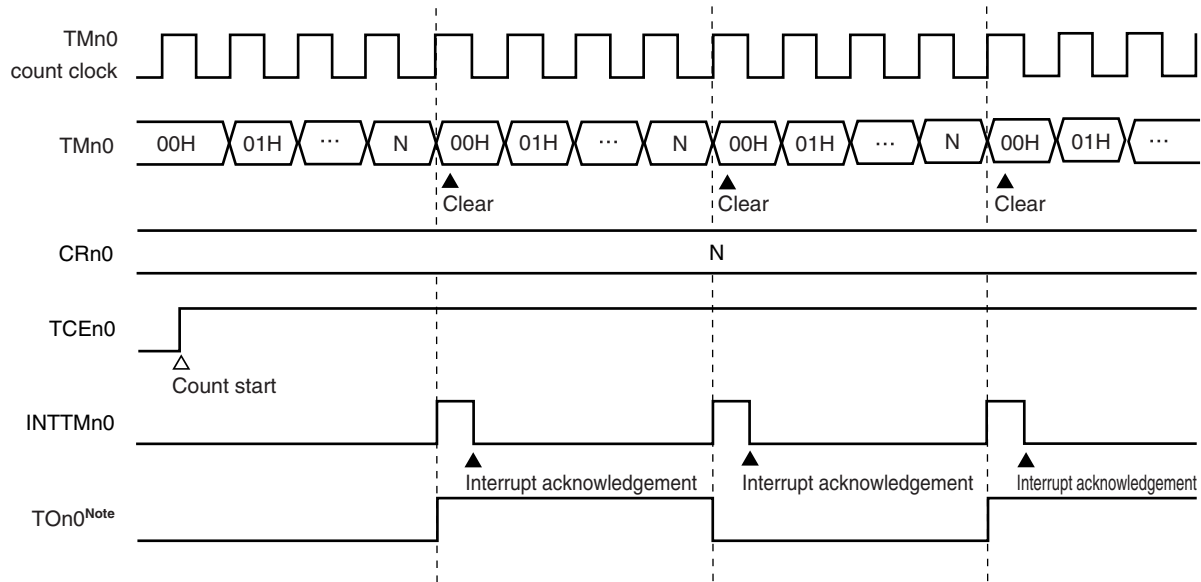 TMn0
count clock
TMn0 00H 01H ... N 00H 01H ... N 00H 01H ... N 00H 01H ...
Clear Clear Clear
CRn0 N
TCEn0
Count start
INTTMn0
Interrupt acknowledgement Interrupt acknowledgement Interrupt acknowledgement
TOn0Note